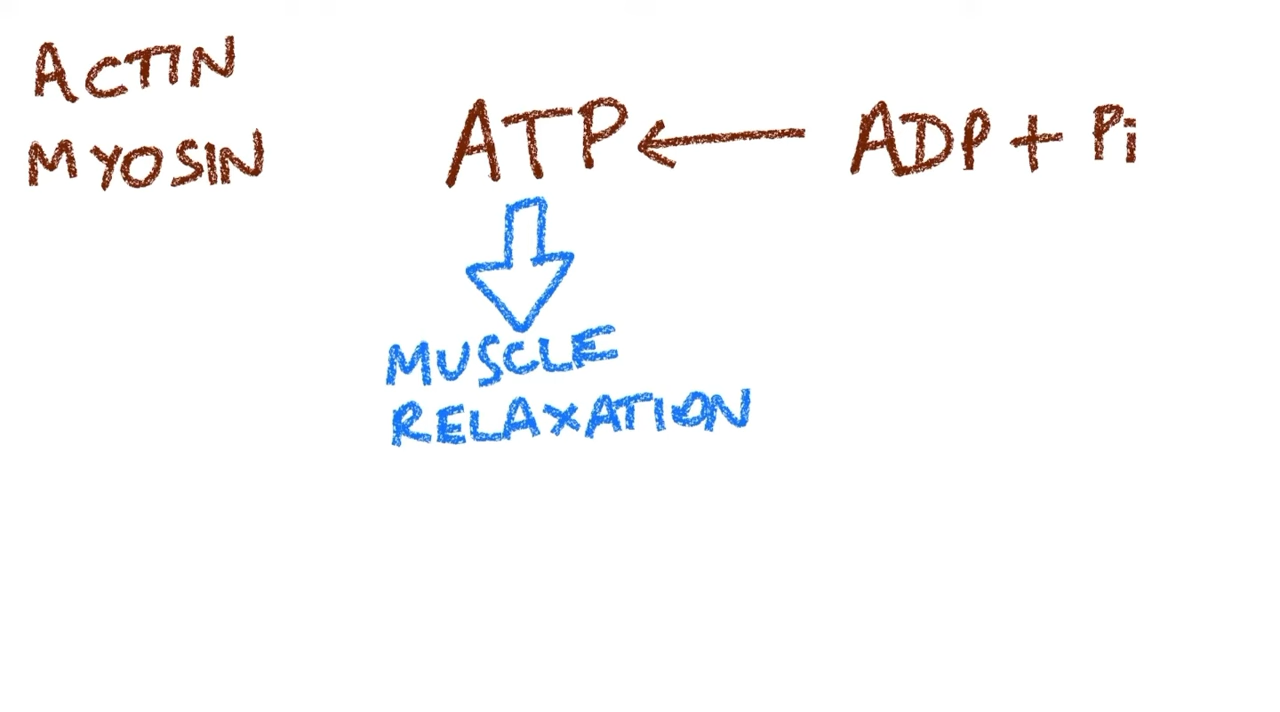 ACTIN
MYOSIN
ATP ← ADP + Pi
MUSCLE
RELAXATION